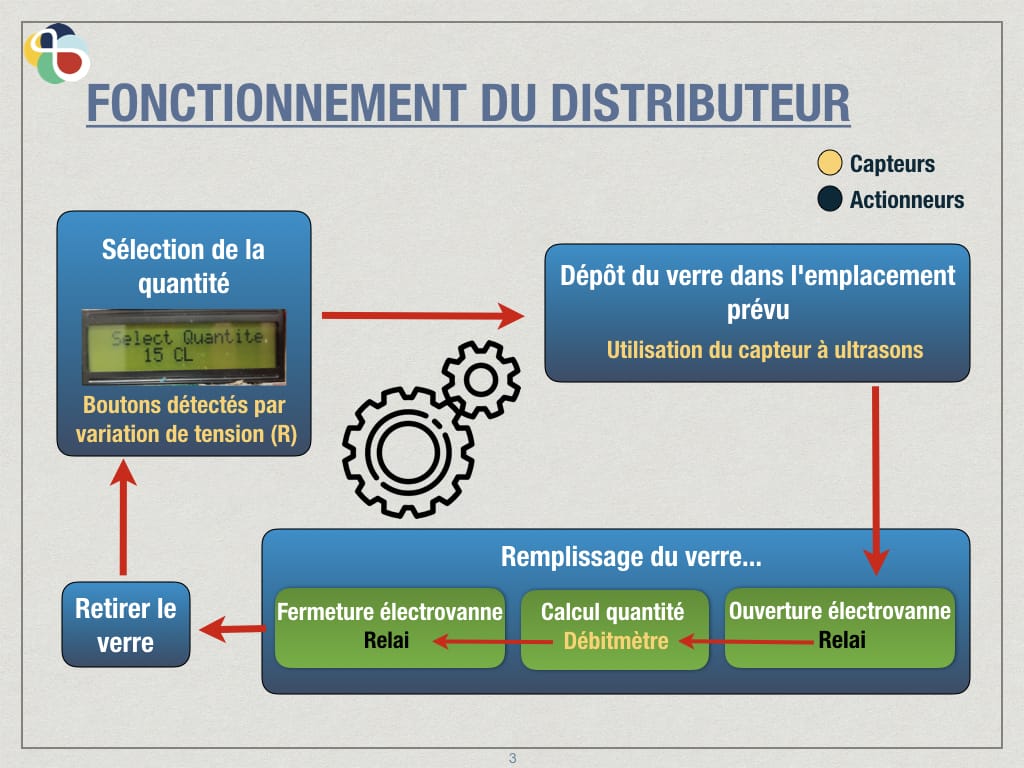 FONCTIONNEMENT DU DISTRIBUTEUR
Capteurs
Actionneurs
Sélection de la
quantité
Select Quantite
15 CL
Boutons détectés par
variation de tension (R)
Dépôt du verre dans l'emplacement
prévu
Utilisation du capteur à ultrasons
Remplissage du verre...
Fermeture électrovanne
Relai
Calcul quantité
Débitmètre
Ouverture électrovanne
Relai
Retirer le
verre
3